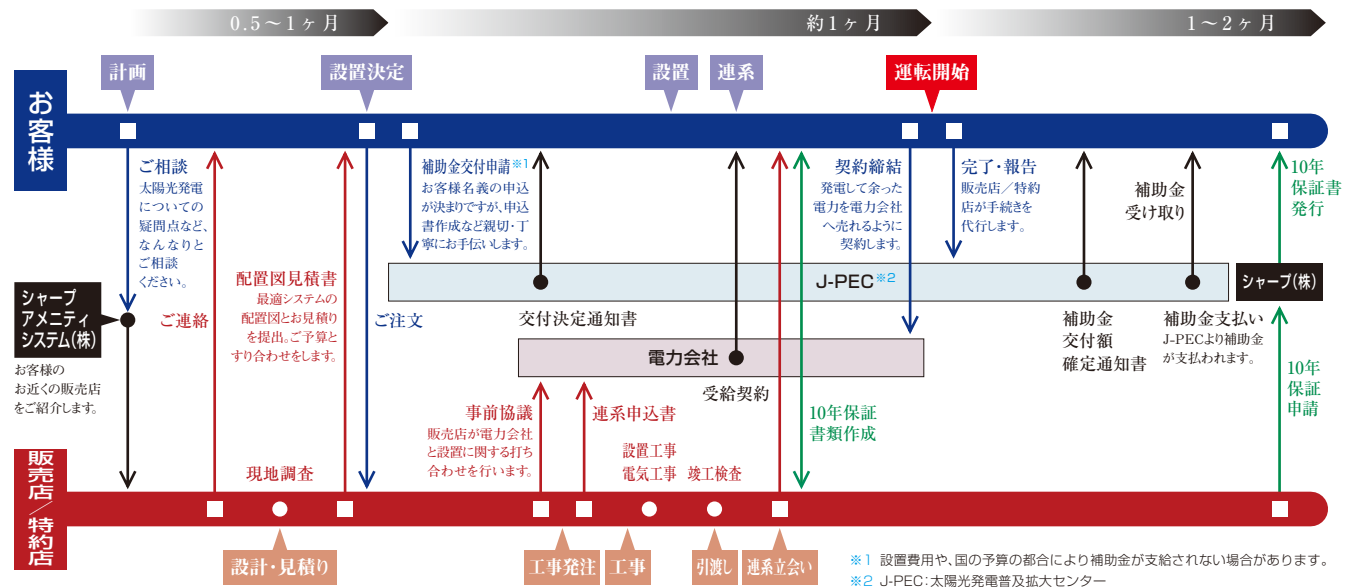 0.5～1ヶ月
約1ヶ月
1～2ヶ月
計画
設置決定
設置
連系
運転開始
お客様
ご相談
太陽光発電
についての
疑問点など、
なんなりと
ご相談
ください。
補助金交付申請※1
お客様名義の申込
が決まりですが、申込
書作成など親切・丁
寧にお手伝いします。
契約締結
発電して余った
電力を電力会社
へ売れるように
契約します。
完了・報告
販売店／特約
店が手続きを
代行します。
補助金
受け取り
10年
保証書
発行
J-PEC※2
シャープ(株)
シャープ
アメニティ
システム(株)
お客様の
お近くの販売店
をご紹介します。
ご連絡
配置図見積書
最適システムの
配置図とお見積り
を提出。ご予算と
すり合わせをします。
ご注文
交付決定通知書
電力会社
受給契約
補助金
交付額
確定通知書
補助金支払い
J-PECより補助金
が支払われます。
10年
保証
申請
現地調査
事前協議
販売店が電力会社
と設置に関する打ち
合わせを行います。
連系申込書
設置工事
電気工事
竣工検査
10年保証
書類作成
販売店／特約店
設計・見積り
工事発注
工事
引渡し
連系立会い
※1 設置費用や、国の予算の都合により補助金が支給されない場合があります。
※2 J-PEC：太陽光発電普及拡大センター